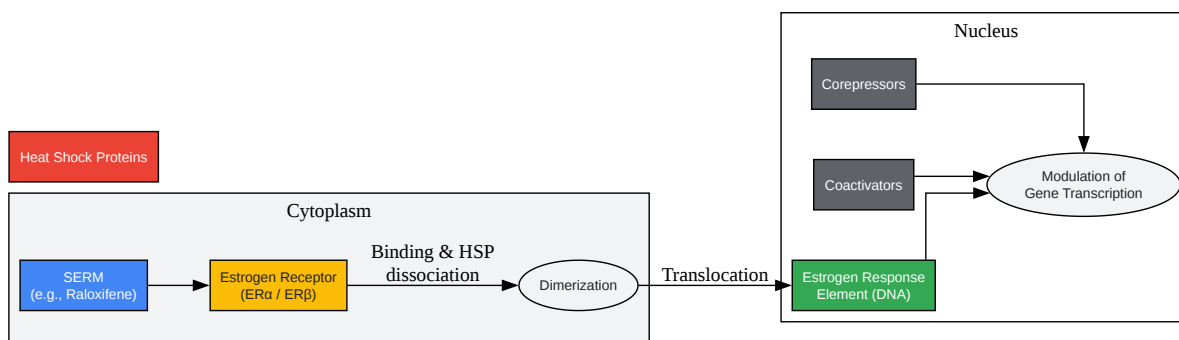 Nucleus
Corepressors
Heat Shock Proteins
Coactivators
Modulation of
Gene Transcription
Cytoplasm
SERM
(e.g., Raloxifene)
Estrogen Receptor
(ERα / ERβ)
Binding & HSP
dissociation
Dimerization
Translocation
Estrogen Response
Element (DNA)